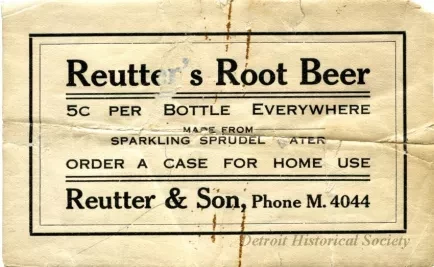 Reutter's Root Beer
5c PER BOTTLE EVERYWHERE
MADE FROM
SPARKLING SPRUDEL ATER
ORDER A CASE FOR HOME USE
Reutter & Son, Phone M. 4044
Detroit Historical Society